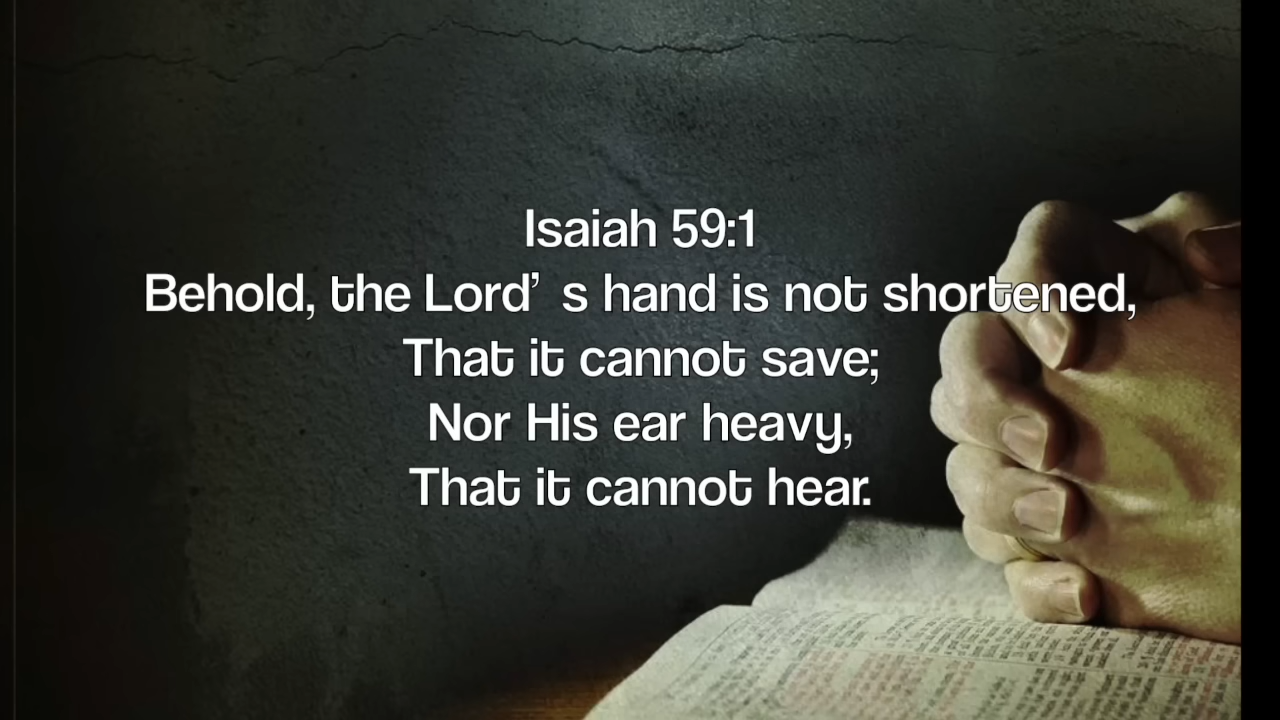 Isaiah 59:1
Behold, the Lord’ s hand is not shortened,
That it cannot save;
Nor His ear heavy,
That it cannot hear.